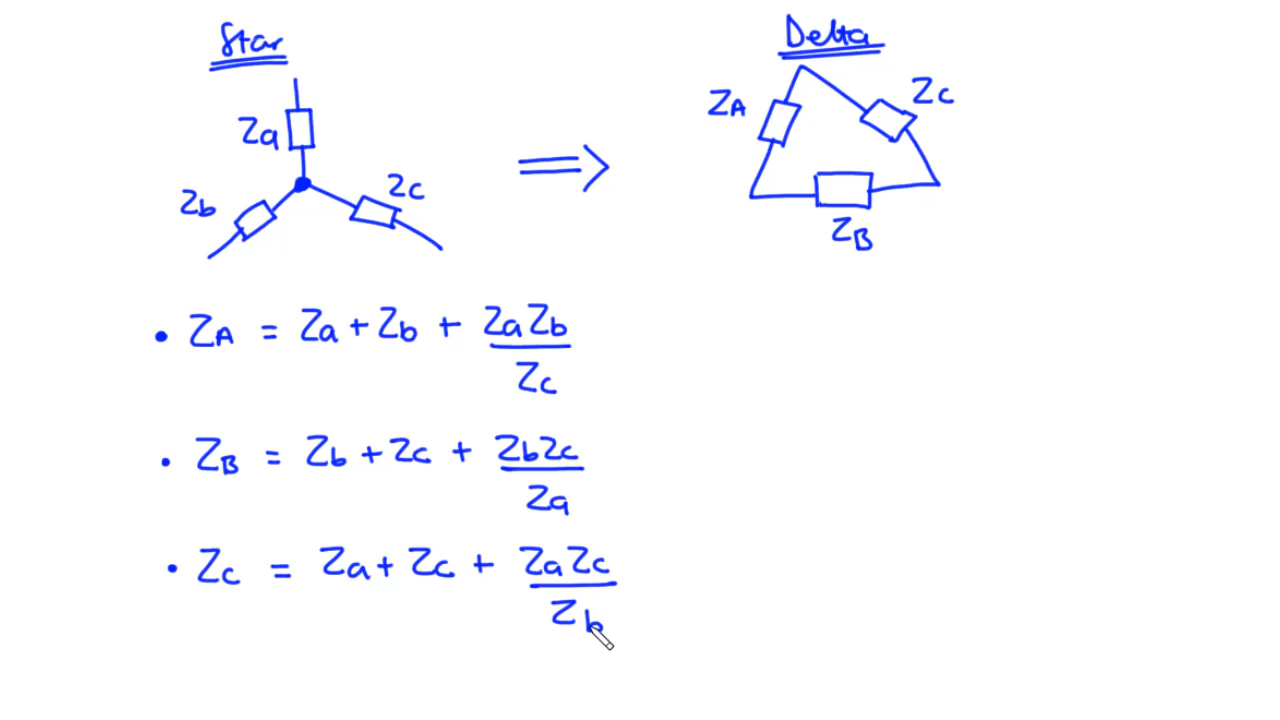 Star
Delta
Za
Zb
Zc
ZA
ZC
ZB
⇒
• ZA = Za + Zb + ZaZb/Zc
• ZB = Zb + Zc + ZbZc/Za
• Zc = Za + Zc + ZaZc/Zb